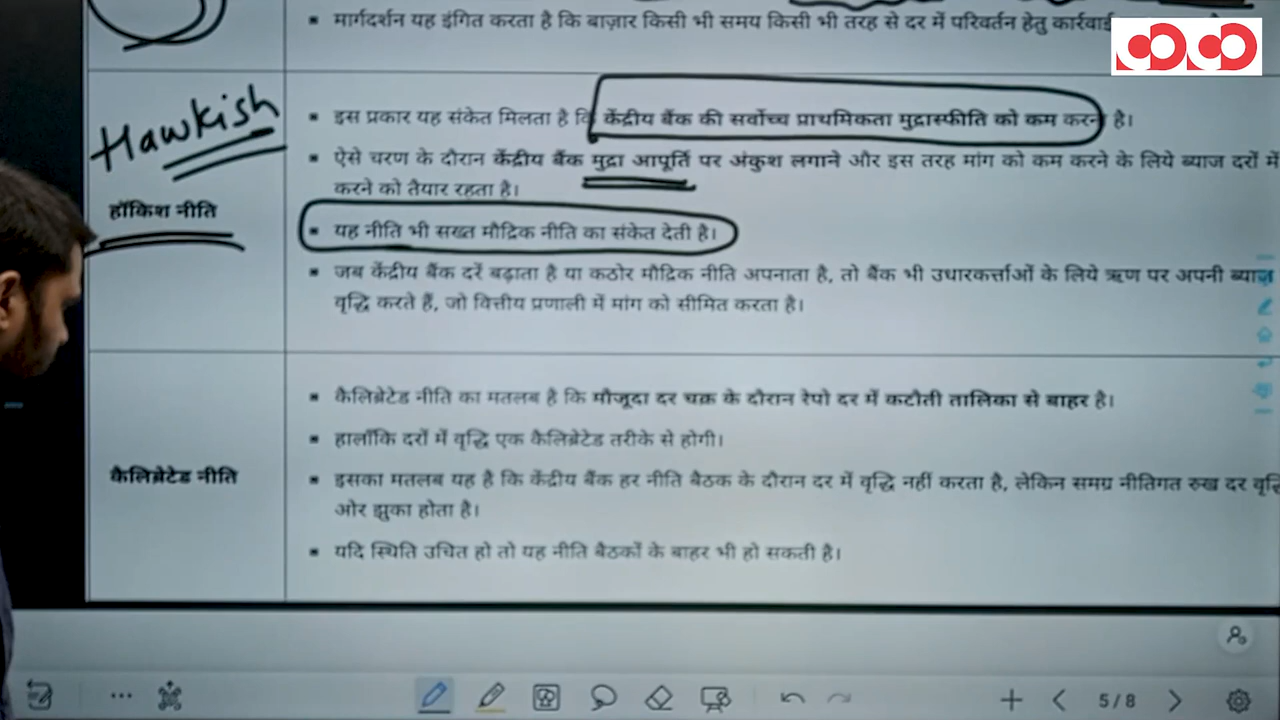 मार्गदर्शन यह इंगित करता है कि बाज़ार किसी भी समय किसी भी तरह से दर में परिवर्तन हेतु
Hawkish
हॉकिश नीति
इस प्रकार यह संकेत मिलता है कि केंद्रीय बैंक की सर्वोच्च प्राथमिकता मुद्रास्फीति को कम करना है।
ऐसे चरण के दौरान केंद्रीय बैंक मुद्रा आपूर्ति पर अंकुश लगाने और इस तरह मांग को कम करने के लिये ब्याज दरों में
करने को तैयार रहता है।
यह नीति भी सख्त मौद्रिक नीति का संकेत देती है।
जब केंद्रीय बैंक दरें बढ़ाता है या कठोर मौद्रिक नीति अपनाता है, तो बैंक भी उधारकर्त्ताओं के लिये ऋण पर अपनी ब्याज
वृद्धि करते हैं, जो वित्तीय प्रणाली में मांग को सीमित करता है।
कैलिब्रेटेड नीति
कैलिब्रेटेड नीति का मतलब है कि मौजूदा दर चक्र के दौरान रेपो दर में कटौती तालिका से बाहर है।
हालाँकि दरों में वृद्धि एक कैलिब्रेटेड तरीके से होगी।
इसका मतलब यह है कि केंद्रीय बैंक हर नीति बैठक के दौरान दर में वृद्धि नहीं करता है, लेकिन समग्र नीतिगत रुख दर
ओर झुका होता है।
यदि स्थिति उचित हो तो यह नीति बैठकों के बाहर भी हो सकती है।
5/8